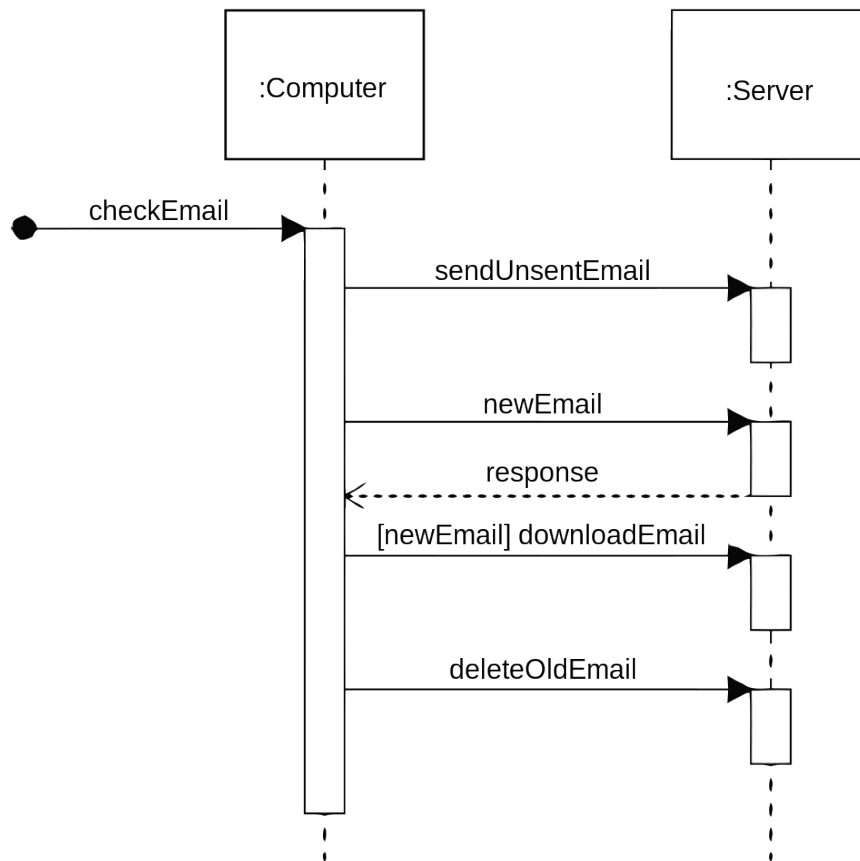 :Computer
:Server
checkEmail
sendUnsentEmail
newEmail
response
[newEmail] downloadEmail
deleteOldEmail